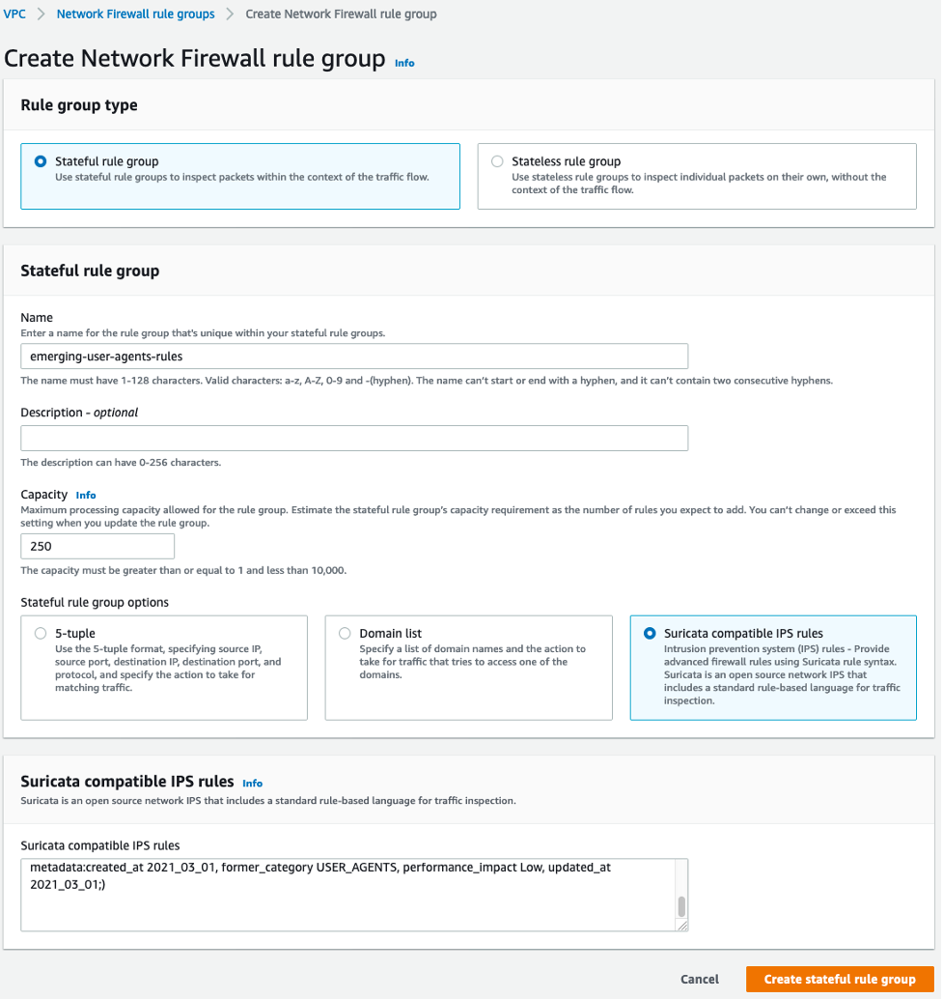 VPC > Network Firewall rule groups > Create Network Firewall rule group
Create Network Firewall rule group Info
Rule group type
Stateful rule group
Use stateful rule groups to inspect packets within the context of the traffic flow.
Stateless rule group
Use stateless rule groups to inspect individual packets on their own, without the
context of the traffic flow.
Stateful rule group
Name
Enter a name for the rule group that's unique within your stateful rule groups.
emerging-user-agents-rules
The name must have 1-128 characters. Valid characters: a-z, A-Z, 0-9 and -(hyphen). The name can't start or end with a hyphen, and it can't contain two consecutive hyphens.
Description - optional
The description can have 0-256 characters.
Capacity Info
Maximum processing capacity allowed for the rule group. Estimate the stateful rule group's capacity requirement as the number of rules you expect to add. You can't change or exceed this
setting when you update the rule group.
250
The capacity must be greater than or equal to 1 and less than 10,000.
Stateful rule group options
5-tuple
Use the 5-tuple format, specifying source IP,
source port, destination IP, destination port, and
protocol, and specify the action to take for
matching traffic.
Domain list
Specify a list of domain names and the action to
take for traffic that tries to access one of the
domains.
Suricata compatible IPS rules
Intrusion prevention system (IPS) rules - Provide
advanced firewall rules using Suricata rule syntax.
Suricata is an open source network IPS that
includes a standard rule-based language for traffic
inspection.
Suricata compatible IPS rules Info
Suricata is an open source network IPS that includes a standard rule-based language for traffic inspection.
Suricata compatible IPS rules
metadata:created_at 2021_03_01, former_category USER_AGENTS, performance_impact Low, updated_at
2021_03_01;)
Cancel
Create stateful rule group